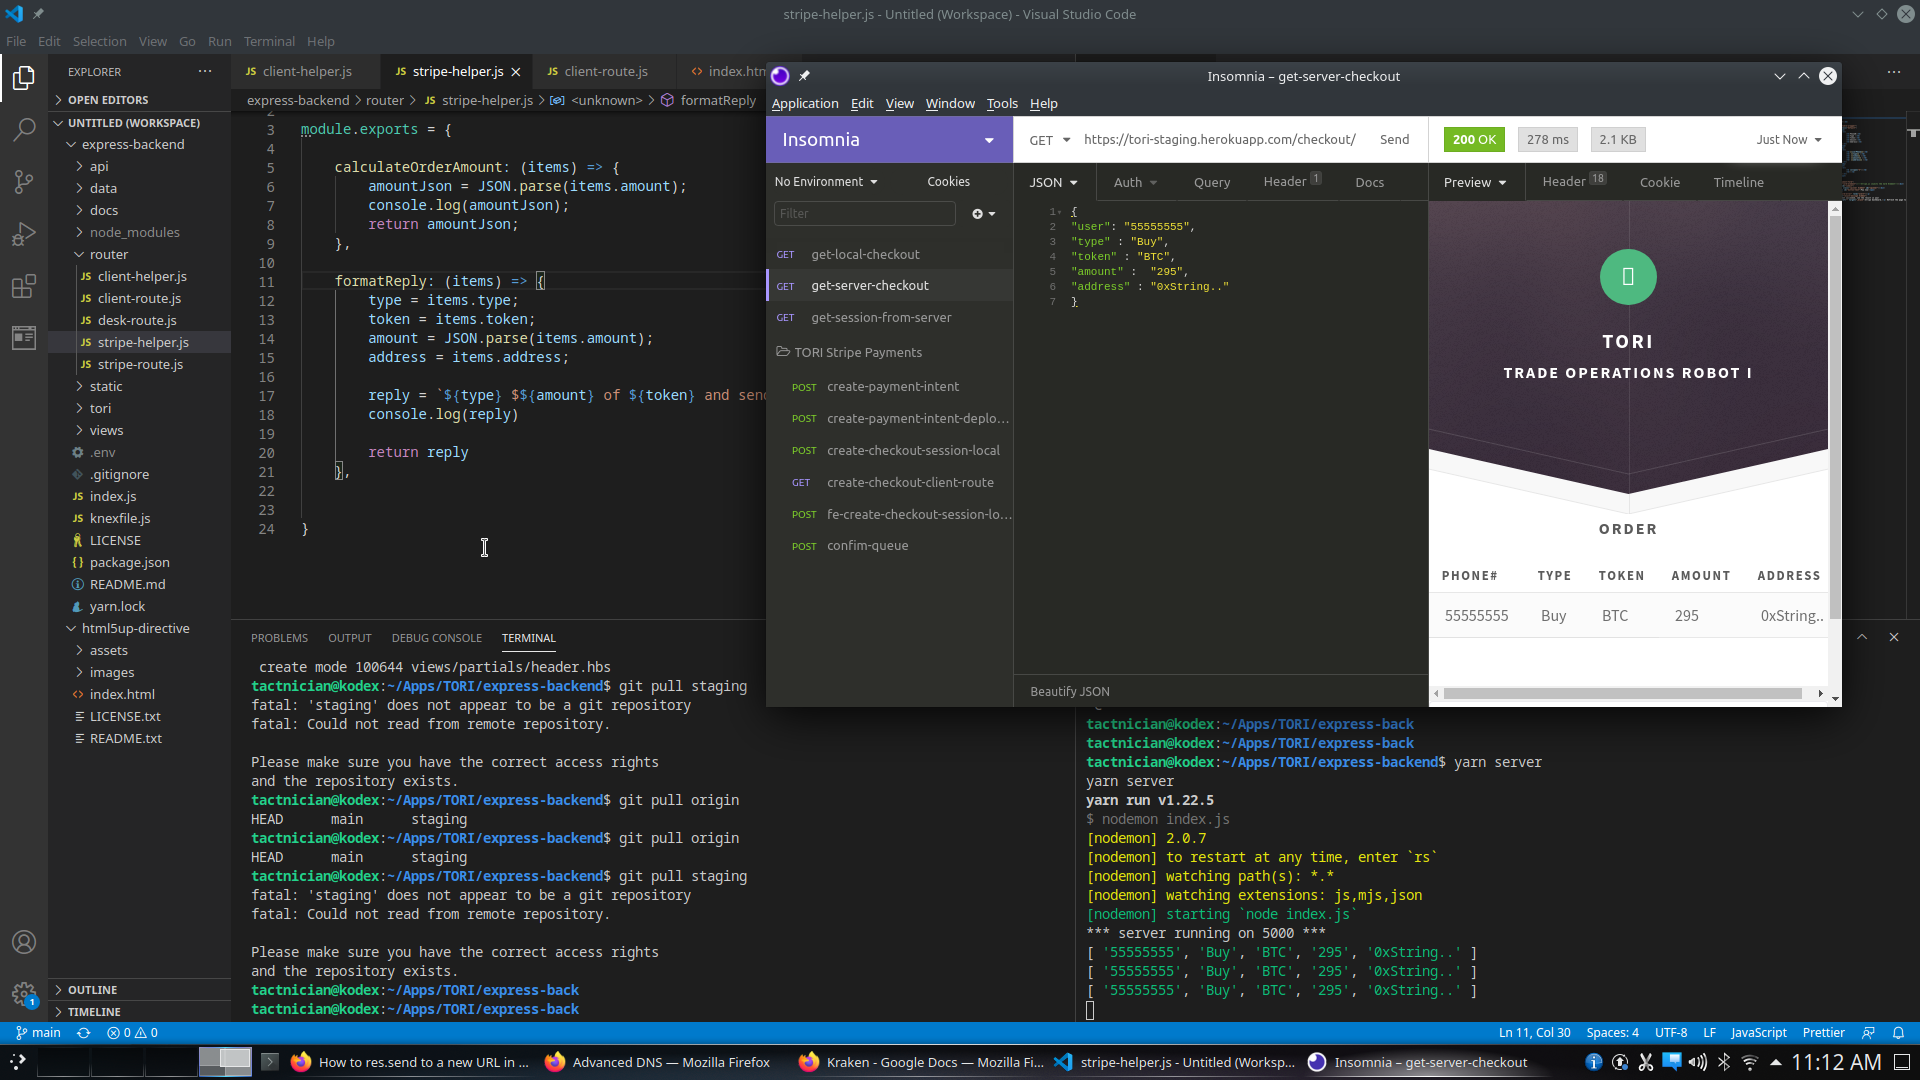 stripe-helper.js - Untitled (Workspace) - Visual Studio Code
File Edit Selection View Go Run Terminal Help
EXPLORER
OPEN EDITORS
UNTITLED (WORKSPACE)
express-backend
api
data
docs
node_modules
router
JS client-helper.js
JS client-route.js
JS desk-route.js
JS stripe-helper.js
JS stripe-route.js
static
tori
views
.env
.gitignore
JS index.js
JS knexfile.js
LICENSE
{} package.json
README.md
yarn.lock
html5up-directive
assets
images
<> index.html
LICENSE.txt
README.txt
OUTLINE
TIMELINE
JS client-helper.js
JS stripe-helper.js
JS client-route.js
<> index.htm
express-backend > router > JS stripe-helper.js > <unknown> > formatReply
2
3 module.exports = {
4
5 calculateOrderAmount: (items) => {
6 amountJson = JSON.parse(items.amount);
7 console.log(amountJson);
8 return amountJson;
9 },
10
11 formatReply: (items) => {
12 type = items.type;
13 token = items.token;
14 amount = JSON.parse(items.amount);
15 address = items.address;
16
17 reply = `${type} $${amount} of ${token} and send
18 console.log(reply)
19
20 return reply
21 },
22
23
24 }
PROBLEMS OUTPUT DEBUG CONSOLE TERMINAL
create mode 100644 views/partials/header.hbs
tactnician@kodex:~/Apps/TORI/express-backend$ git pull staging
fatal: 'staging' does not appear to be a git repository
fatal: Could not read from remote repository.
Please make sure you have the correct access rights
and the repository exists.
tactnician@kodex:~/Apps/TORI/express-backend$ git pull origin
HEAD main staging
tactnician@kodex:~/Apps/TORI/express-backend$ git pull origin
HEAD main staging
tactnician@kodex:~/Apps/TORI/express-backend$ git pull staging
fatal: 'staging' does not appear to be a git repository
fatal: Could not read from remote repository.
Please make sure you have the correct access rights
and the repository exists.
tactnician@kodex:~/Apps/TORI/express-back
tactnician@kodex:~/Apps/TORI/express-back
Insomnia – get-server-checkout
Application Edit View Window Tools Help
Insomnia
No Environment Cookies
Filter
GET get-local-checkout
GET get-server-checkout
GET get-session-from-server
TORI Stripe Payments
POST create-payment-intent
POST create-payment-intent-deplo...
POST create-checkout-session-local
GET create-checkout-client-route
POST fe-create-checkout-session-lo...
POST confim-queue
GET https://tori-staging.herokuapp.com/checkout/ Send
JSON Auth Query Header 1 Docs
1 {
2 "user": "55555555",
3 "type" : "Buy",
4 "token" : "BTC",
5 "amount" : "295",
6 "address" : "0xString.."
7 }
Beautify JSON
200 OK 278 ms 2.1 KB Just Now
Preview Header 18 Cookie Timeline
TORI
TRADE OPERATIONS ROBOT I
ORDER
PHONE# TYPE TOKEN AMOUNT ADDRESS
55555555 Buy BTC 295 0xString..
tactnician@kodex:~/Apps/TORI/express-back
tactnician@kodex:~/Apps/TORI/express-back
tactnician@kodex:~/Apps/TORI/express-backend$ yarn server
yarn server
yarn run v1.22.5
$ nodemon index.js
[nodemon] 2.0.7
[nodemon] to restart at any time, enter `rs`
[nodemon] watching path(s): *.*
[nodemon] watching extensions: js,mjs,json
[nodemon] starting `node index.js`
*** server running on 5000 ***
[ '55555555', 'Buy', 'BTC', '295', '0xString..' ]
[ '55555555', 'Buy', 'BTC', '295', '0xString..' ]
[ '55555555', 'Buy', 'BTC', '295', '0xString..' ]
1
main 0 0 Ln 11, Col 30 Spaces: 4 UTF-8 LF JavaScript Prettier
How to res.send to a new URL in ... Advanced DNS — Mozilla Firefox Kraken - Google Docs — Mozilla Fi... stripe-helper.js - Untitled (Worksp... Insomnia – get-server-checkout 11:12 AM